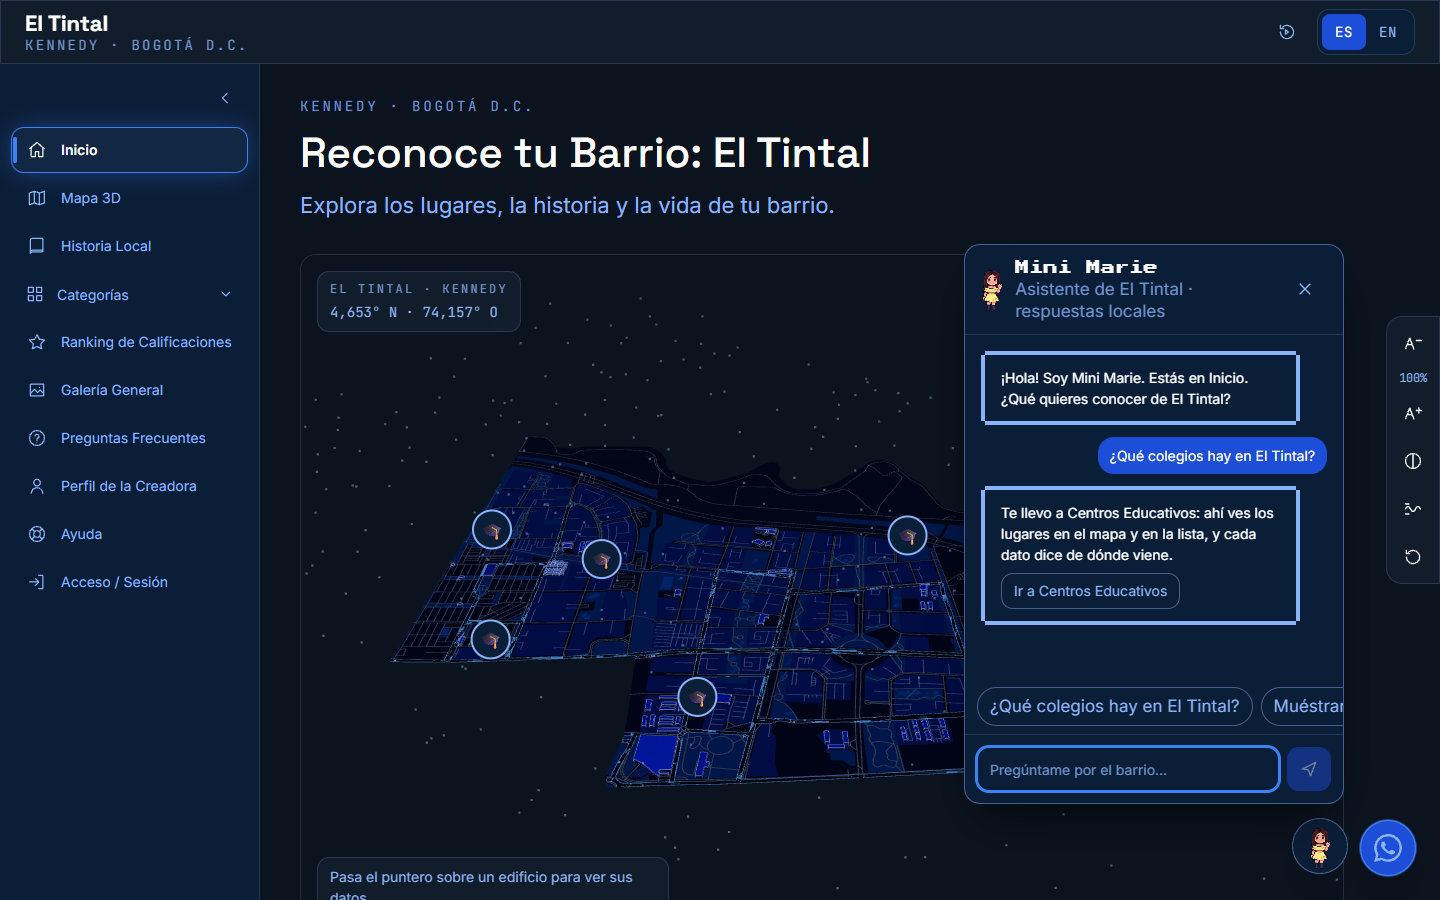 El Tintal
KENNEDY · BOGOTÁ D.C.
ES
EN
Inicio
Mapa 3D
Historia Local
Categorías
Ranking de Calificaciones
Galería General
Preguntas Frecuentes
Perfil de la Creadora
Ayuda
Acceso / Sesión
KENNEDY · BOGOTÁ D.C.
Reconoce tu Barrio: El Tintal
Explora los lugares, la historia y la vida de tu barrio.
EL TINTAL · KENNEDY
4,653° N · 74,157° O
Pasa el puntero sobre un edificio para ver sus
datos
Mini Marie
Asistente de El Tintal ·
respuestas locales
¡Hola! Soy Mini Marie. Estás en Inicio.
¿Qué quieres conocer de El Tintal?
¿Qué colegios hay en El Tintal?
Te llevo a Centros Educativos: ahí ves los
lugares en el mapa y en la lista, y cada
dato dice de dónde viene.
Ir a Centros Educativos
¿Qué colegios hay en El Tintal?
Pregúntame por el barrio...
A−
100%
A+